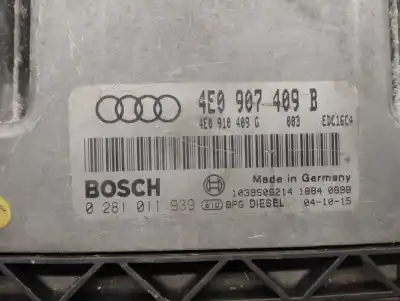 4E0 907 409 B
4E0 910 409 G 003 EDC16C4
BOSCH Made in Germany
1039S08214 1884 0898
0 281 011 939 BPG DIESEL 04-10-15